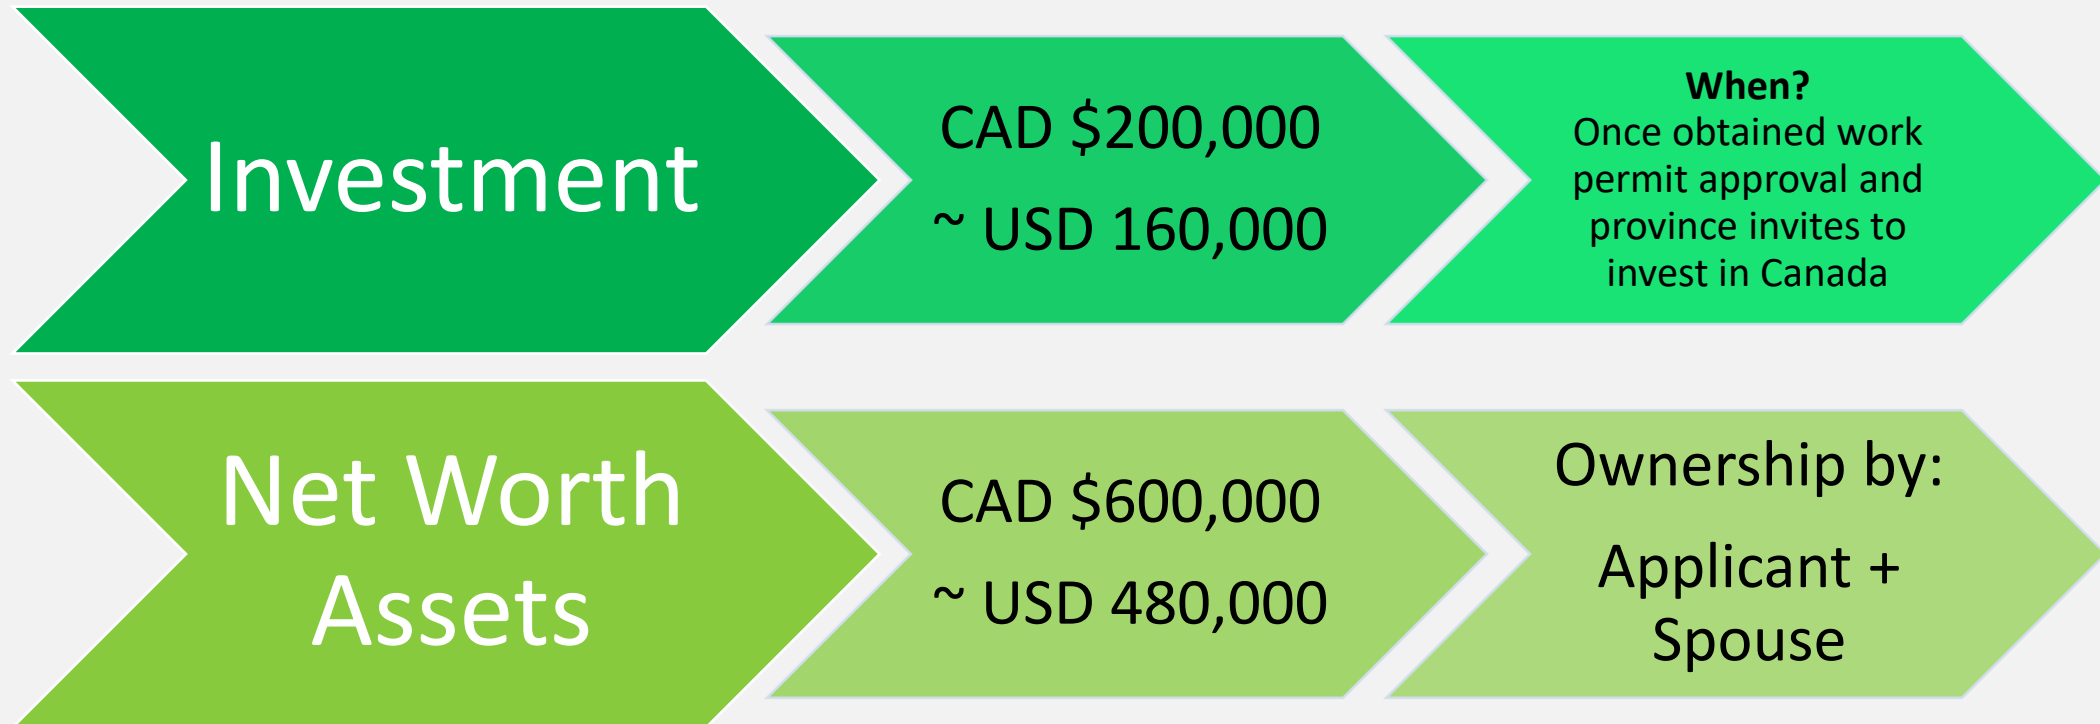 Investment
CAD $200,000
~ USD 160,000
When?
Once obtained work
permit approval and
province invites to
invest in Canada
Net Worth
Assets
CAD $600,000
~ USD 480,000
Ownership by:
Applicant +
Spouse